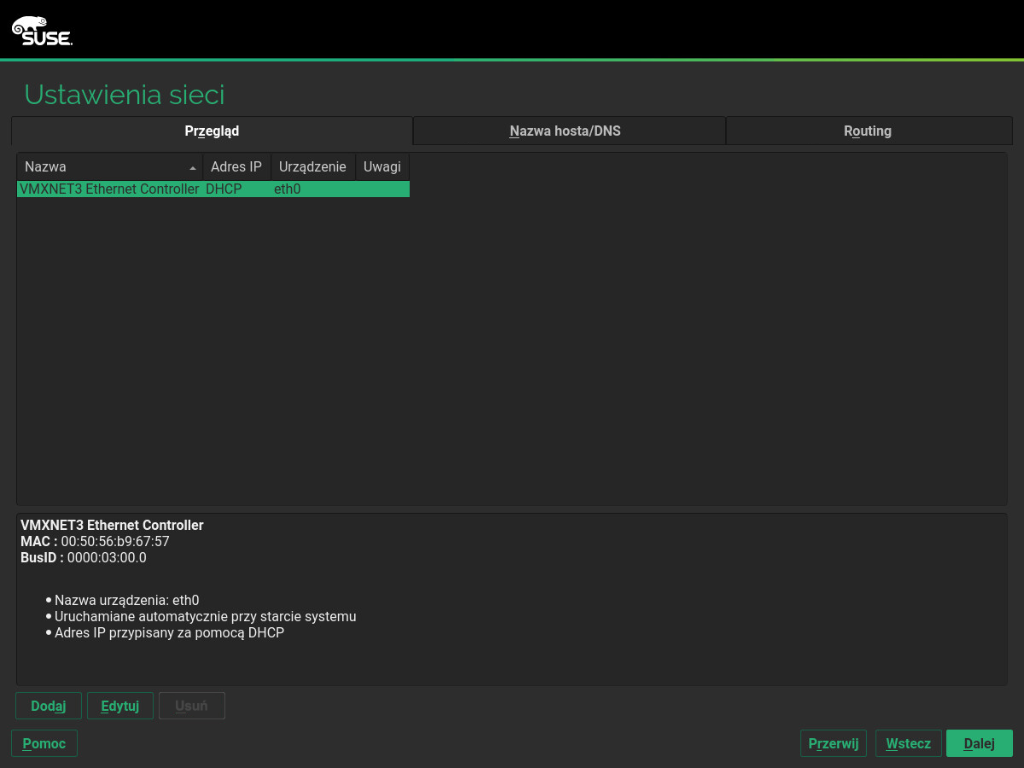 SUSE
Ustawienia sieci
Przegląd Nazwa hosta/DNS Routing
Nazwa Adres IP Urządzenie Uwagi
VMXNET3 Ethernet Controller DHCP eth0
VMXNET3 Ethernet Controller
MAC : 00:50:56:b9:67:57
BusID : 0000:03:00.0
• Nazwa urządzenia: eth0
• Uruchamiane automatycznie przy starcie systemu
• Adres IP przypisany za pomocą DHCP
Dodaj Edytuj Usuń
Pomoc Przerwij Wstecz Dalej